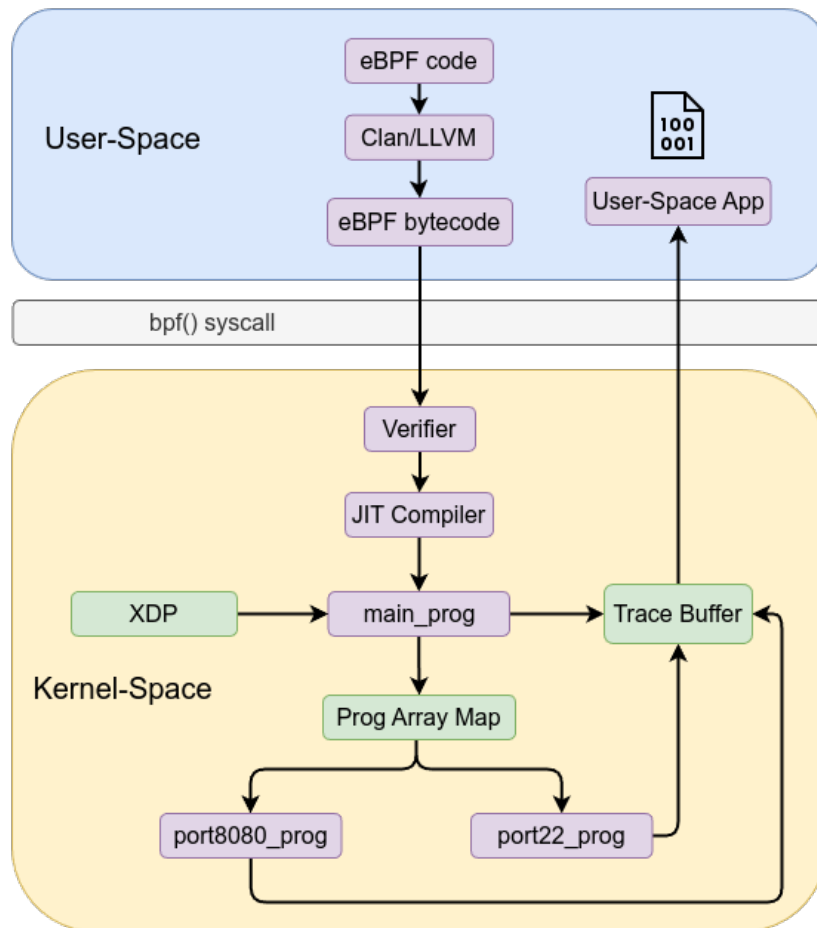 eBPF code
User-Space
Clan/LLVM
100
001
User-Space App
eBPF bytecode
bpf() syscall
Verifier
JIT Compiler
XDP
main_prog
Trace Buffer
Kernel-Space
Prog Array Map
port8080_prog
port22_prog